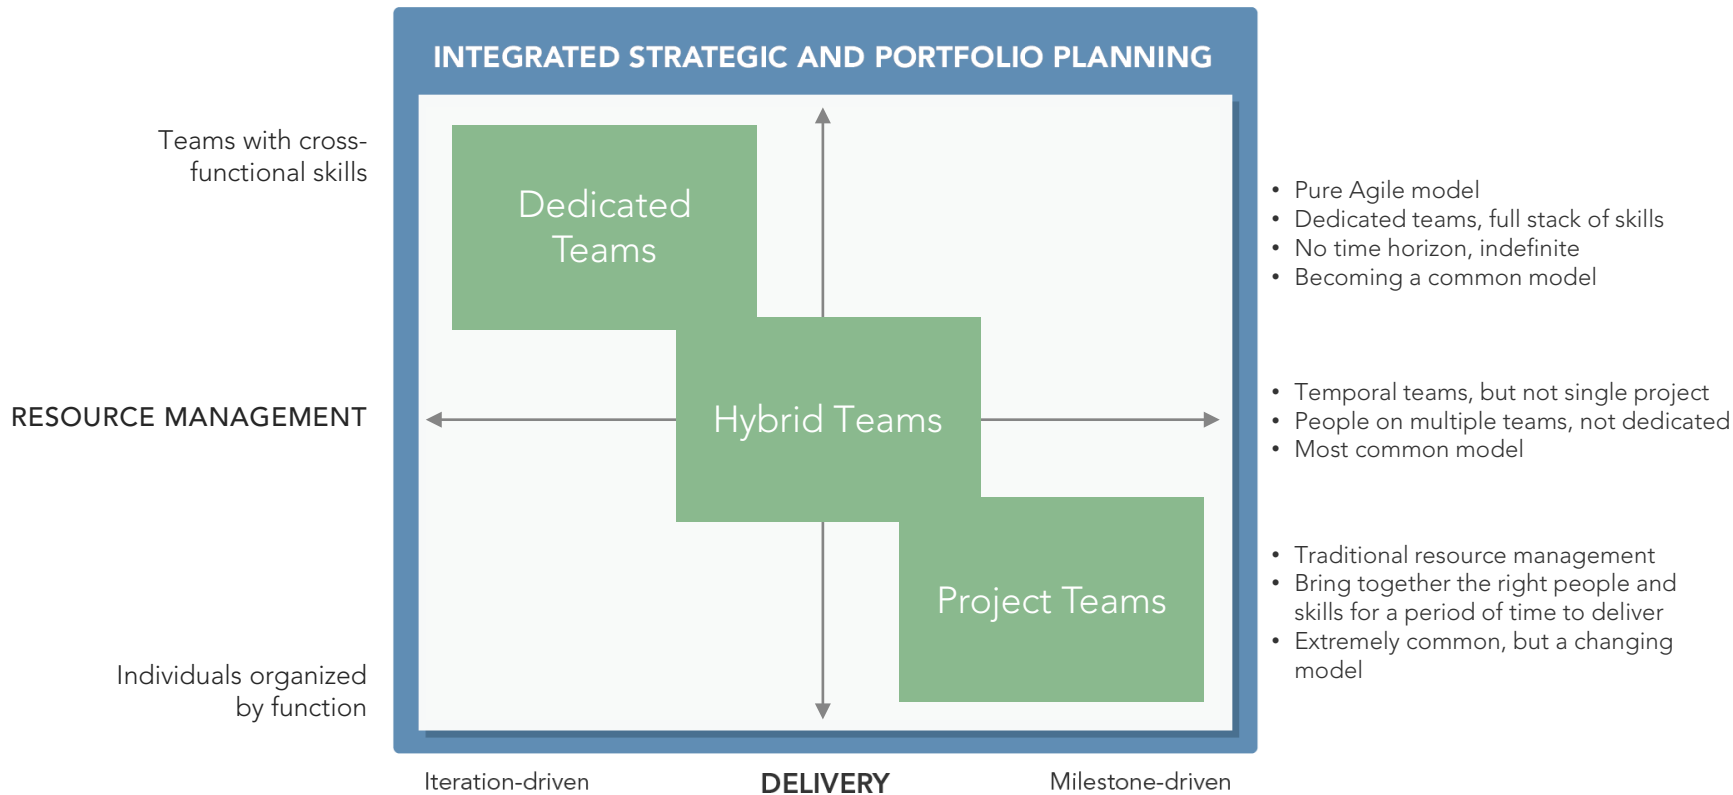 INTEGRATED STRATEGIC AND PORTFOLIO PLANNING
Teams with cross-
functional skills
Dedicated
Teams
• Pure Agile model
• Dedicated teams, full stack of skills
• No time horizon, indefinite
• Becoming a common model
RESOURCE MANAGEMENT
Hybrid Teams
• Temporal teams, but not single project
• People on multiple teams, not dedicated
• Most common model
Individuals organized
by function
Project Teams
• Traditional resource management
• Bring together the right people and
skills for a period of time to deliver
• Extremely common, but a changing
model
Iteration-driven
DELIVERY
Milestone-driven